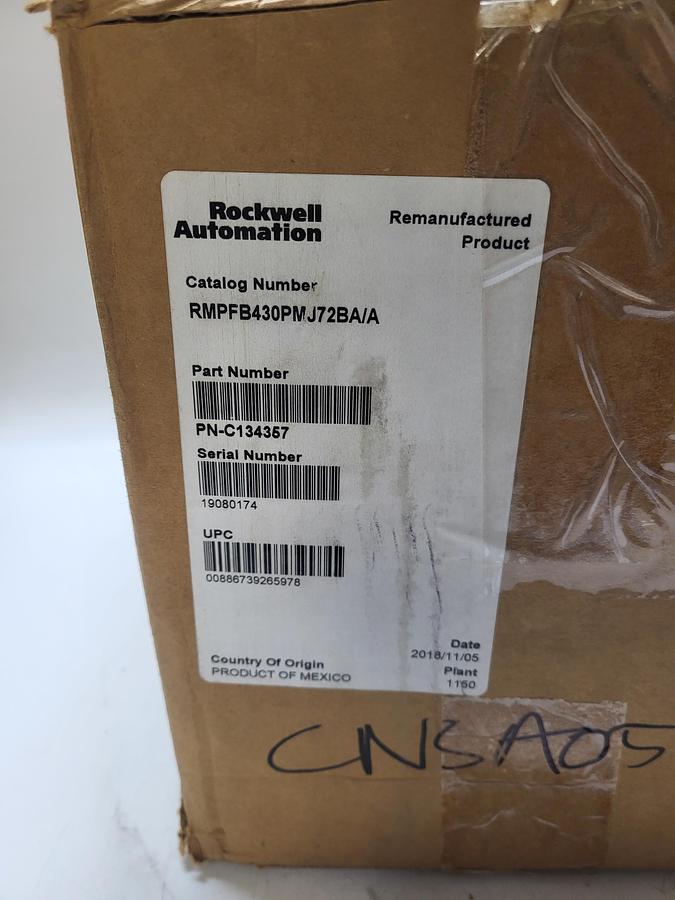 Rockwell
Automation
Remanufactured
Product
Catalog Number
RMPFB430PMJ72BA/A
Part Number
PN-C134357
Serial Number
19080174
UPC
00886739265978
Date
2018/11/05
Country Of Origin
PRODUCT OF MEXICO
Plant
1150
CNSA05